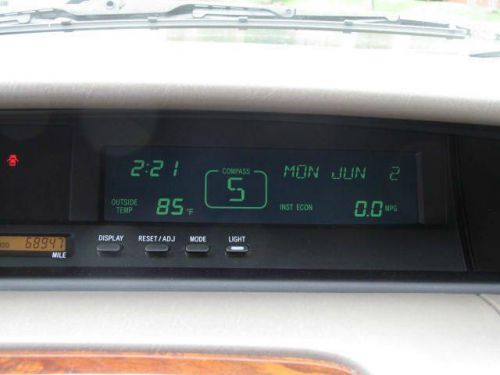 2:21
COMPASS
S
MON JUN 2
OUTSIDE
TEMP 85 °F
INST ECON 0.0 MPG
68947
MILE
DISPLAY RESET/ADJ MODE LIGHT